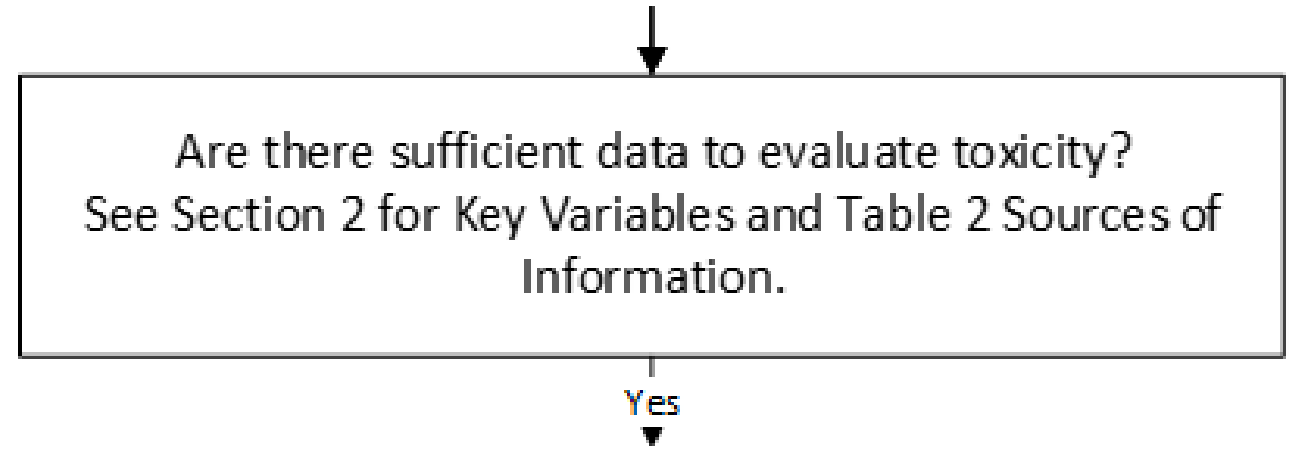 Are there sufficient data to evaluate toxicity?
See Section 2 for Key Variables and Table 2 Sources of
Information.
Yes